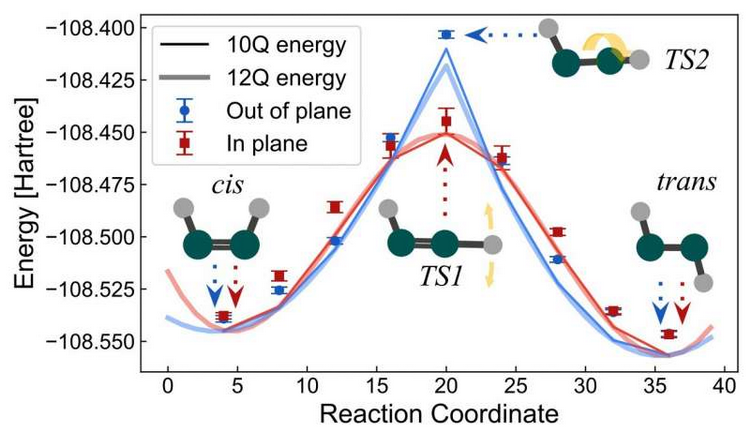 −108.400
−108.425
−108.450
−108.475
−108.500
−108.525
−108.550
Energy [Hartree]
10Q energy
12Q energy
Out of plane
In plane
TS2
cis
trans
TS1
0 5 10 15 20 25 30 35 40
Reaction Coordinate